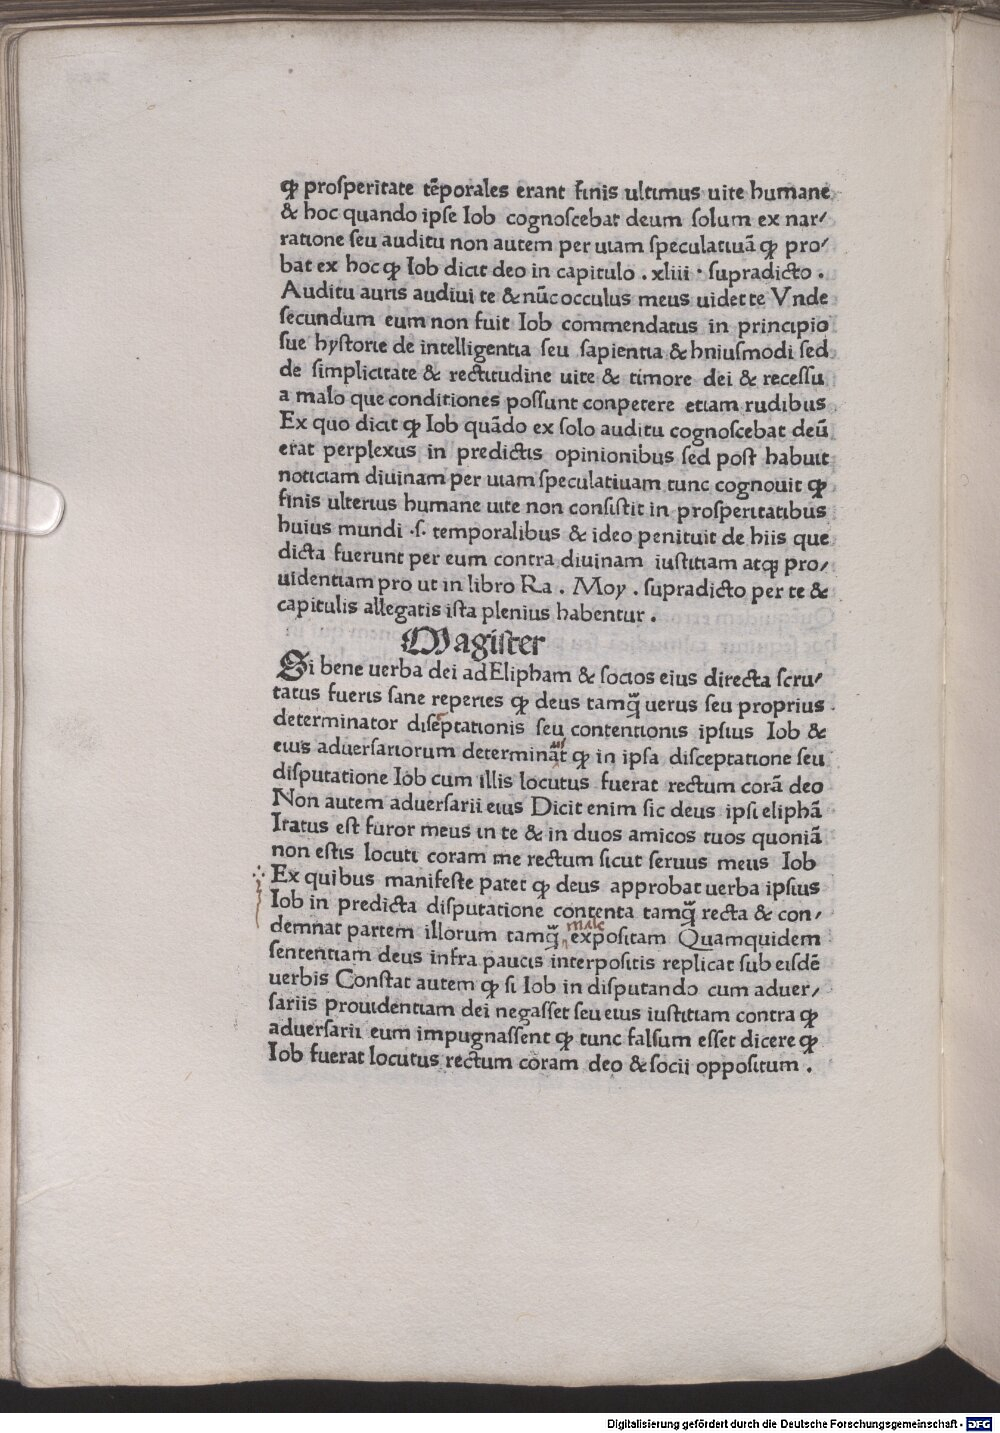 ꝙ proſperitate tēporales erant finis ultimus uite humane
& hoc quando ipſe Iob cognoſcebat deum ſolum ex nar/
ratione ſeu auditu non autem per uiam ſpeculatiuã ꝙ pro/
bat ex hoc ꝙ Iob dicit deo in capitulo . xliii · ſupradicto .
Auditu auris audiui te & nũc occulus meus uidet te Vnde
ſecundum eum non fuit Iob commendatus in principio
ſue hyſtorie de intelligentia ſeu ſapientia & hniuſmodi ſed
de ſimplicitate & rectitudine uite & timore dei & receſſu
a malo que conditiones poſſunt conpetere etiam rudibus
Ex quo dicit ꝙ Iob quãdo ex ſolo auditu cognoſcebat deũ
erat perplexus in predictis opinionibus ſed poſt habuit
noticiam diuinam per uiam ſpeculatiuam tunc cognouit ꝙ
finis ulterius humane uite non conſiſtit in proſperitatibus
huius mundi ·ſ· temporalibus & ideo penituit de hiis que
dicta fuerunt per eum contra diuinam iuſtitiam atqꝫ pro/
uidentiam pro ut in libro Ra . Moy . ſupradicto per te &
capitulis allegatis iſta plenius habentur .
Magiſter
Si bene uerba dei ad Elipham & ſocios eius directa ſcru/
tatus fueris ſane reperies ꝙ deus tamq̃ uerus ſeu proprius
determinator diſeptationis ſeu contentionis ipſius Iob &
eius aduerſariorum determinat ꝙ in ipſa diſceptatione ſeu
diſputatione Iob cum illis locutus fuerat rectum corã deo
Non autem aduerſarii eius Dicit enim ſic deus ipſi eliphã
Iratus eſt furor meus in te & in duos amicos tuos quoniã
non eſtis locuti coram me rectum ſicut ſeruus meus Iob
Ex quibus manifeſte patet ꝙ deus approbat uerba ipſius
Iob in predicta diſputatione contenta tamq̃ recta & con/
demnat partem illorum tamq̃ male expoſitam Quamquidem
ſententiam deus infra paucis interpoſitis replicat ſub eiſdē
uerbis Conſtat autem ꝙ ſi Iob in diſputando cum aduer/
ſariis prouidentiam dei negaſſet ſeu eius iuſtitiam contra ꝙ
aduerſarii eum impugnaſſent ꝙ tunc falſum eſſet dicere ꝙ
Iob fuerat locutus rectum coram deo & ſocii oppoſitum .
Digitalisierung gefördert durch die Deutsche Forschungsgemeinschaft - DFG